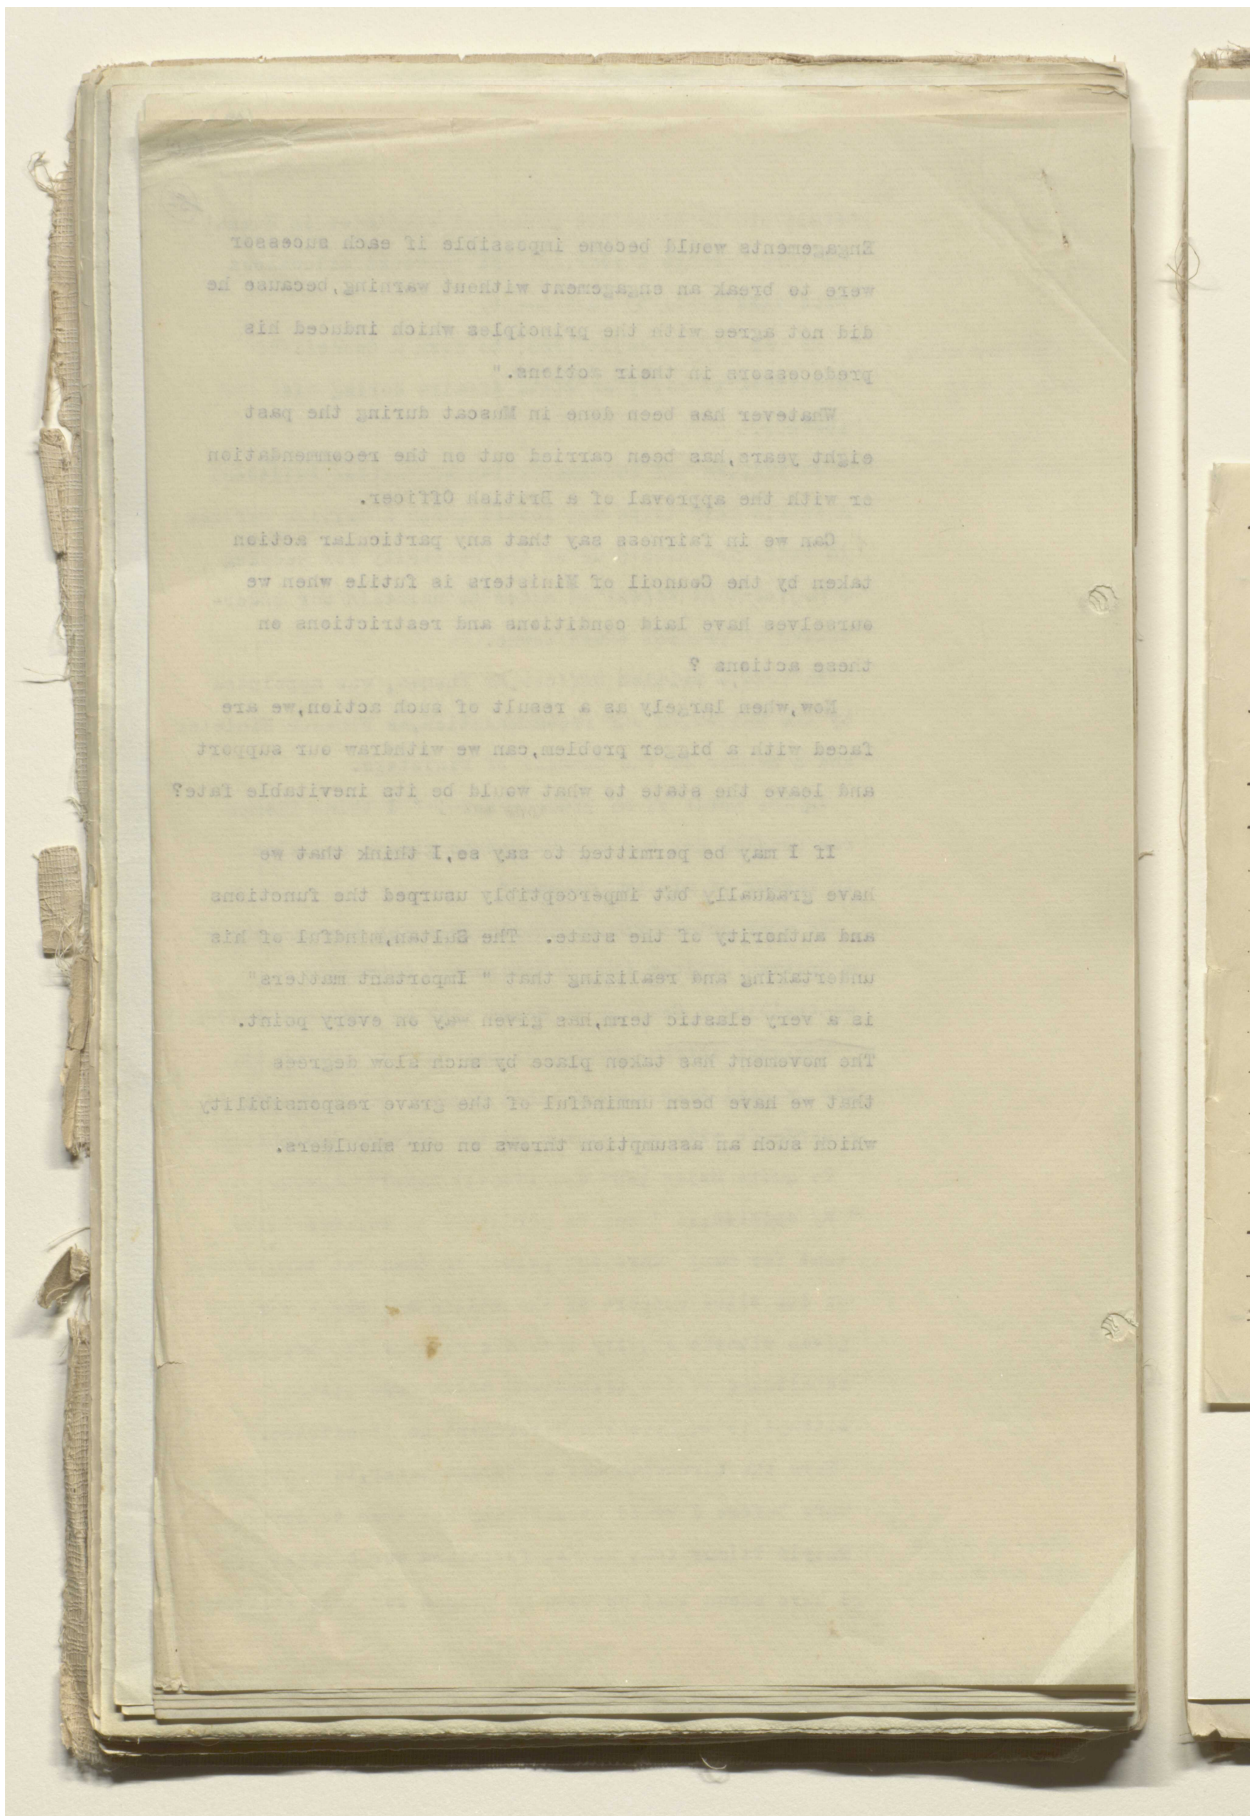 Engagements would become impossible if each sucessor
were to break an engagement without warning,because he
did not agree with the principles which induced his
predecessors in their actions."
Whatever has been done in Muscat during the past
eight years,has been carried out on the recommendation
or with the approval of a British Officer.
Can we in fairness say that any particular action
taken by the Council of Ministers is futile when we
ourselves have laid conditions and restrictions on
these actions ?
Now,when largely as a result of such action,we are
faced with a bigger problem,can we withdraw our support
and leave the state to what would be its inevitable fate?
If I may be permitted to say so,I think that we
have gradually but imperceptibly usurped the functions
and authority of the state. The Sultan,mindful of his
undertaking and realizing that " Important matters"
is a very elastic term,has given way on every point.
The movement has taken place by such slow degrees
that we have been unmindful of the grave responsibility
which such an assumption throws on our shoulders.